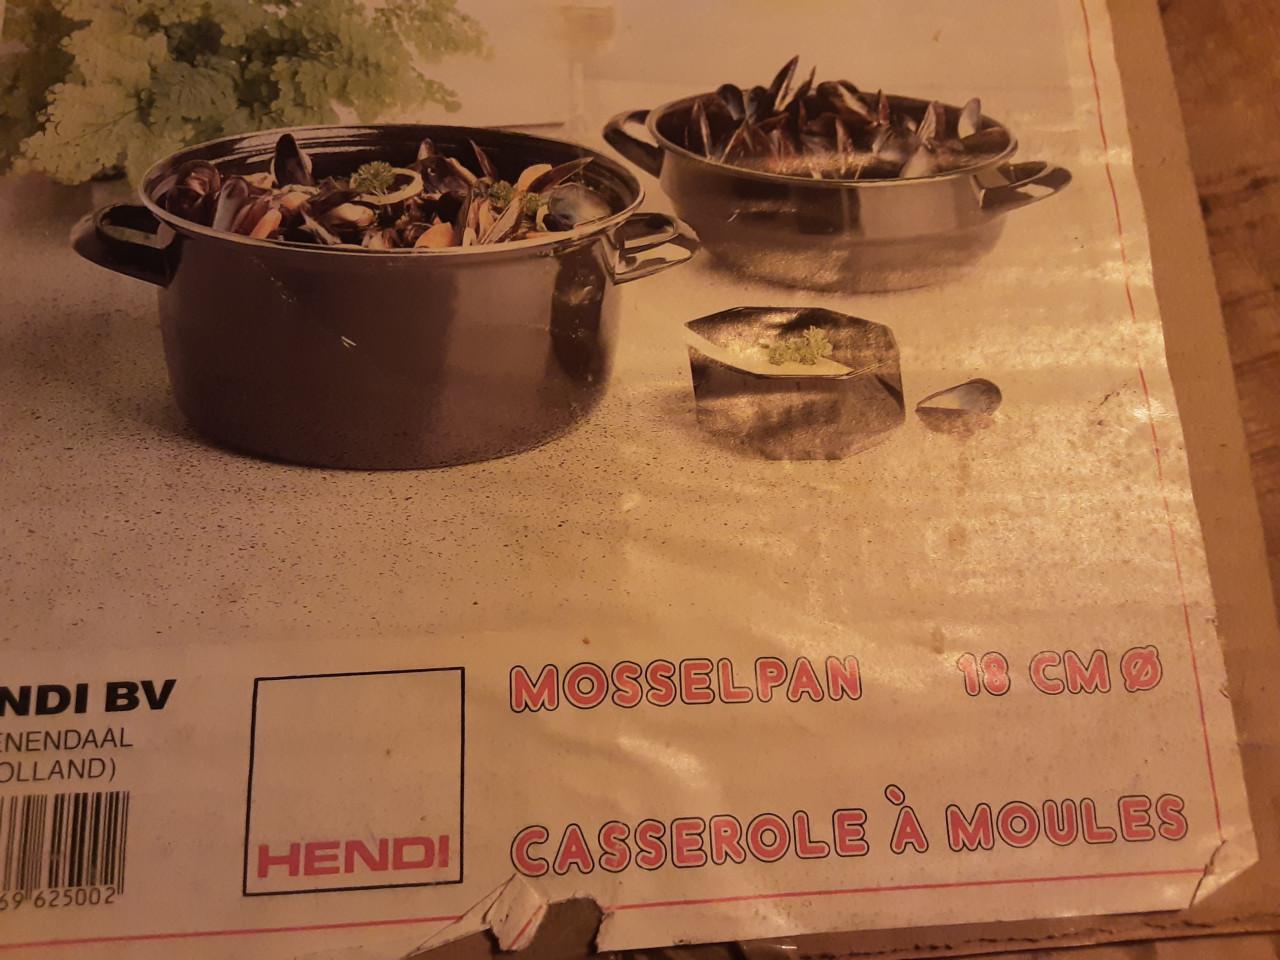 NDI BV
ENENDAAL
OLLAND)
69 625002
HENDI
MOSSELPAN 18 CM Ø
CASSEROLE À MOULES